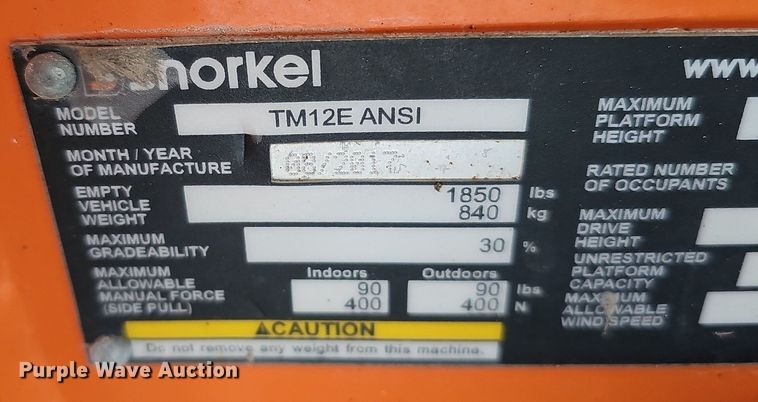 snorkel
www
MODEL NUMBER TM12E ANSI
MONTH / YEAR OF MANUFACTURE 08/2017
EMPTY VEHICLE WEIGHT 1850 lbs 840 kg
MAXIMUM GRADEABILITY 30 %
Indoors Outdoors
MAXIMUM ALLOWABLE MANUAL FORCE (SIDE PULL) 90 400 90 400 lbs N
CAUTION
Do not remove any weight from this machine.
MAXIMUM PLATFORM HEIGHT
RATED NUMBER OF OCCUPANTS
MAXIMUM DRIVE HEIGHT
UNRESTRICTED PLATFORM CAPACITY
MAXIMUM ALLOWABLE WIND SPEED
Purple Wave Auction